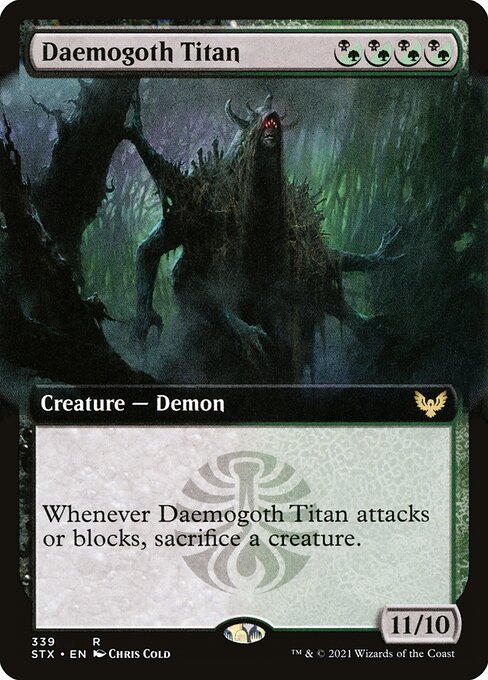 Daemogoth Titan
Creature — Demon
Whenever Daemogoth Titan attacks
or blocks, sacrifice a creature.
11/10
339 R
STX • EN Chris Cold
™ & © 2021 Wizards of the Coast